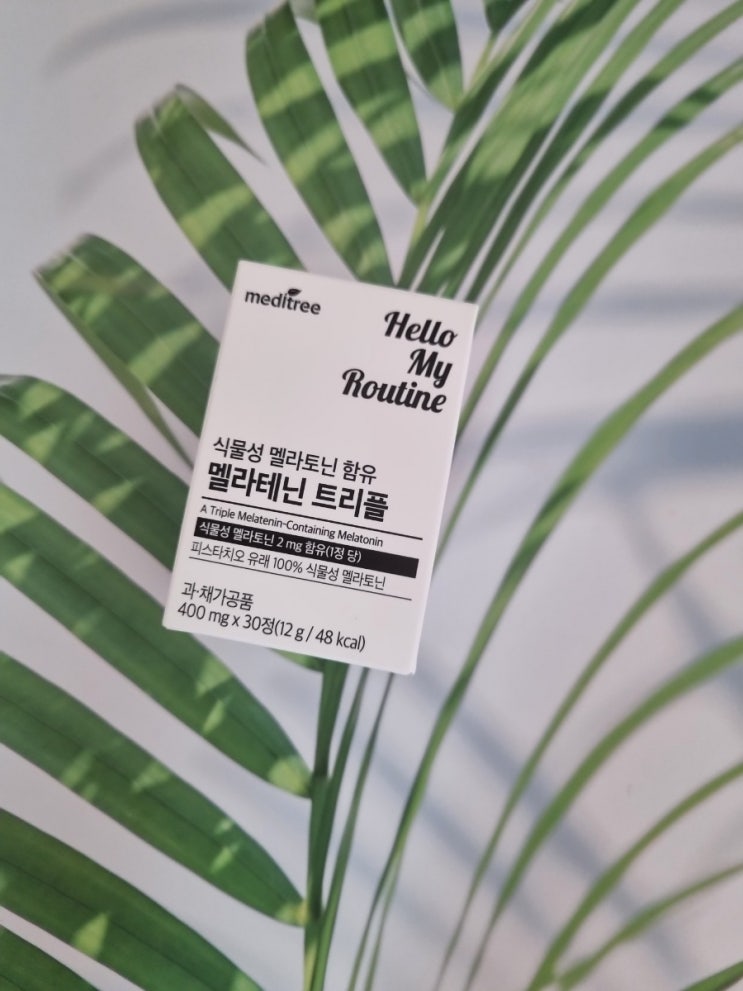 meditree
Hello
My
Routine
식물성 멜라토닌 함유
멜라테닌 트리플
A Triple Melatenin-Containing Melatonin
식물성 멜라토닌 2 mg 함유(1정 당)
피스타치오 유래 100% 식물성 멜라토닌
과·채가공품
400 mg x 30정(12 g / 48 kcal)